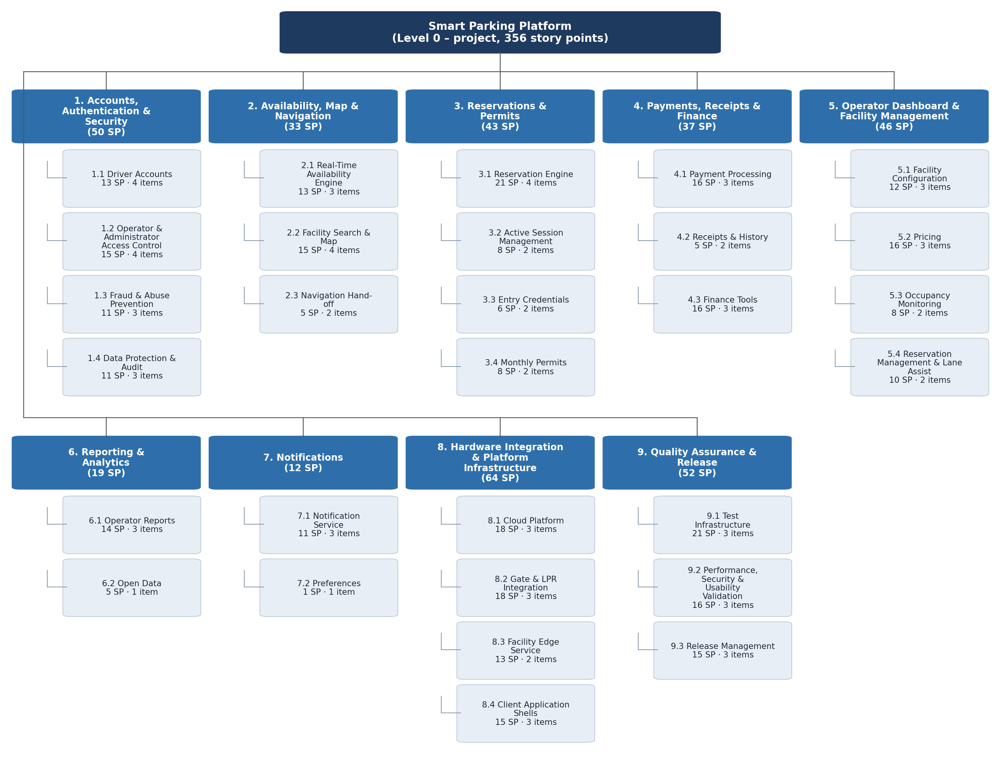 Smart Parking Platform
(Level 0 – project, 356 story points)
1. Accounts,
Authentication &
Security
(50 SP)
2. Availability, Map &
Navigation
(33 SP)
3. Reservations &
Permits
(43 SP)
4. Payments, Receipts &
Finance
(37 SP)
5. Operator Dashboard &
Facility Management
(46 SP)
1.1 Driver Accounts
13 SP · 4 items
1.2 Operator &
Administrator
Access Control
15 SP · 4 items
1.3 Fraud & Abuse
Prevention
11 SP · 3 items
1.4 Data Protection &
Audit
11 SP · 3 items
2.1 Real-Time
Availability
Engine
13 SP · 3 items
2.2 Facility Search &
Map
15 SP · 4 items
2.3 Navigation Hand-
off
5 SP · 2 items
3.1 Reservation Engine
21 SP · 4 items
3.2 Active Session
Management
8 SP · 2 items
3.3 Entry Credentials
6 SP · 2 items
3.4 Monthly Permits
8 SP · 2 items
4.1 Payment Processing
16 SP · 3 items
4.2 Receipts & History
5 SP · 2 items
4.3 Finance Tools
16 SP · 3 items
5.1 Facility
Configuration
12 SP · 3 items
5.2 Pricing
16 SP · 3 items
5.3 Occupancy
Monitoring
8 SP · 2 items
5.4 Reservation
Management & Lane
Assist
10 SP · 2 items
6. Reporting &
Analytics
(19 SP)
7. Notifications
(12 SP)
8. Hardware Integration
& Platform
Infrastructure
(64 SP)
9. Quality Assurance &
Release
(52 SP)
6.1 Operator Reports
14 SP · 3 items
6.2 Open Data
5 SP · 1 item
7.1 Notification
Service
11 SP · 3 items
7.2 Preferences
1 SP · 1 item
8.1 Cloud Platform
18 SP · 3 items
8.2 Gate & LPR
Integration
18 SP · 3 items
8.3 Facility Edge
Service
13 SP · 2 items
8.4 Client Application
Shells
15 SP · 3 items
9.1 Test
Infrastructure
21 SP · 3 items
9.2 Performance,
Security &
Usability
Validation
16 SP · 3 items
9.3 Release Management
15 SP · 3 items